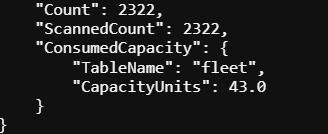 "Count": 2322,
"ScannedCount": 2322,
"ConsumedCapacity": {
"TableName": "fleet",
"CapacityUnits": 43.0
}
}